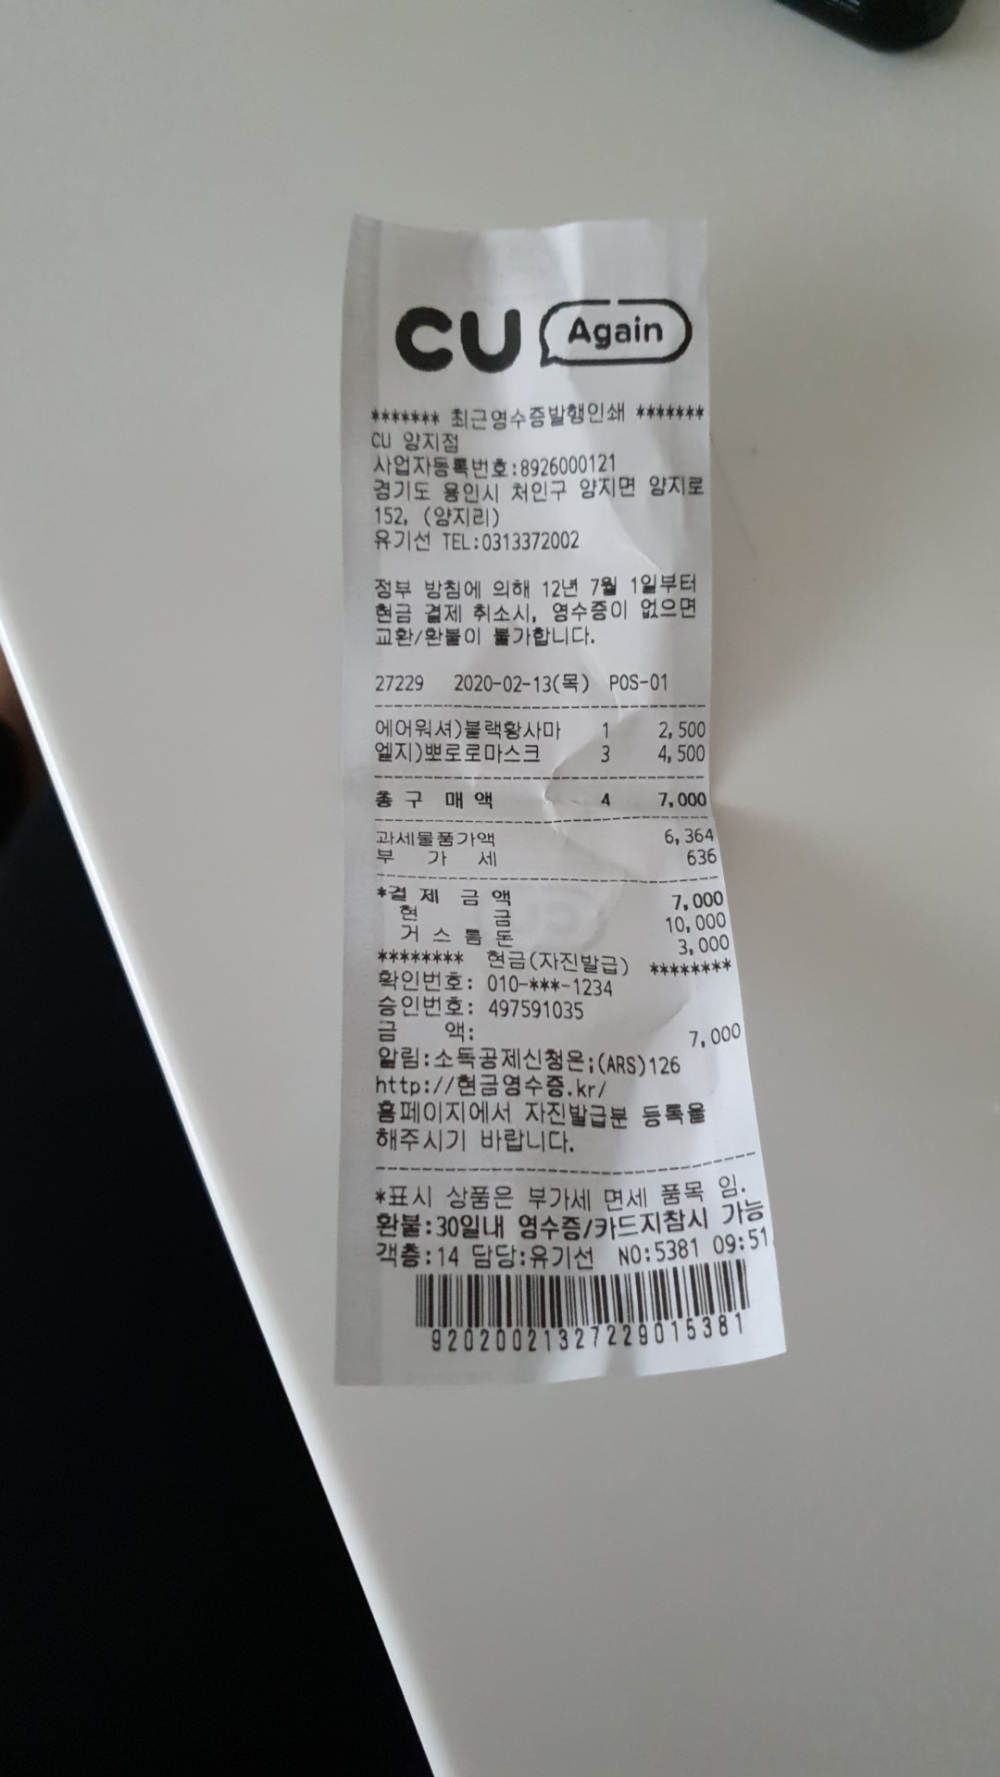 CU Again
******* 최근영수증발행인쇄 *******
CU 양지점
사업자등록번호:8926000121
경기도 용인시 처인구 양지면 양지로
152, (양지리)
유기선 TEL:0313372002
정부 방침에 의해 12년 7월 1일부터
현금 결제 취소시, 영수증이 없으면
교환/환불이 불가합니다.
27229 2020-02-13(목) POS-01
에어워셔)블랙황사마 1 2,500
엘지)뽀로로마스크 3 4,500
총 구 매 액 4 7,000
과세물품가액 6,364
부 가 세 636
*결 제 금 액 7,000
현 금 10,000
거 스 름 돈 3,000
******** 현금(자진발급) ********
확인번호: 010-***-1234
승인번호: 497591035
금 액: 7,000
알림:소득공제신청은;(ARS)126
http://현금영수증.kr/
홈페이지에서 자진발급분 등록을
해주시기 바랍니다.
*표시 상품은 부가세 면세 품목 임.
환불:30일내 영수증/카드지참시 가능
객층:14 담당:유기선 NO:5381 09:51
9202002132722901538​1